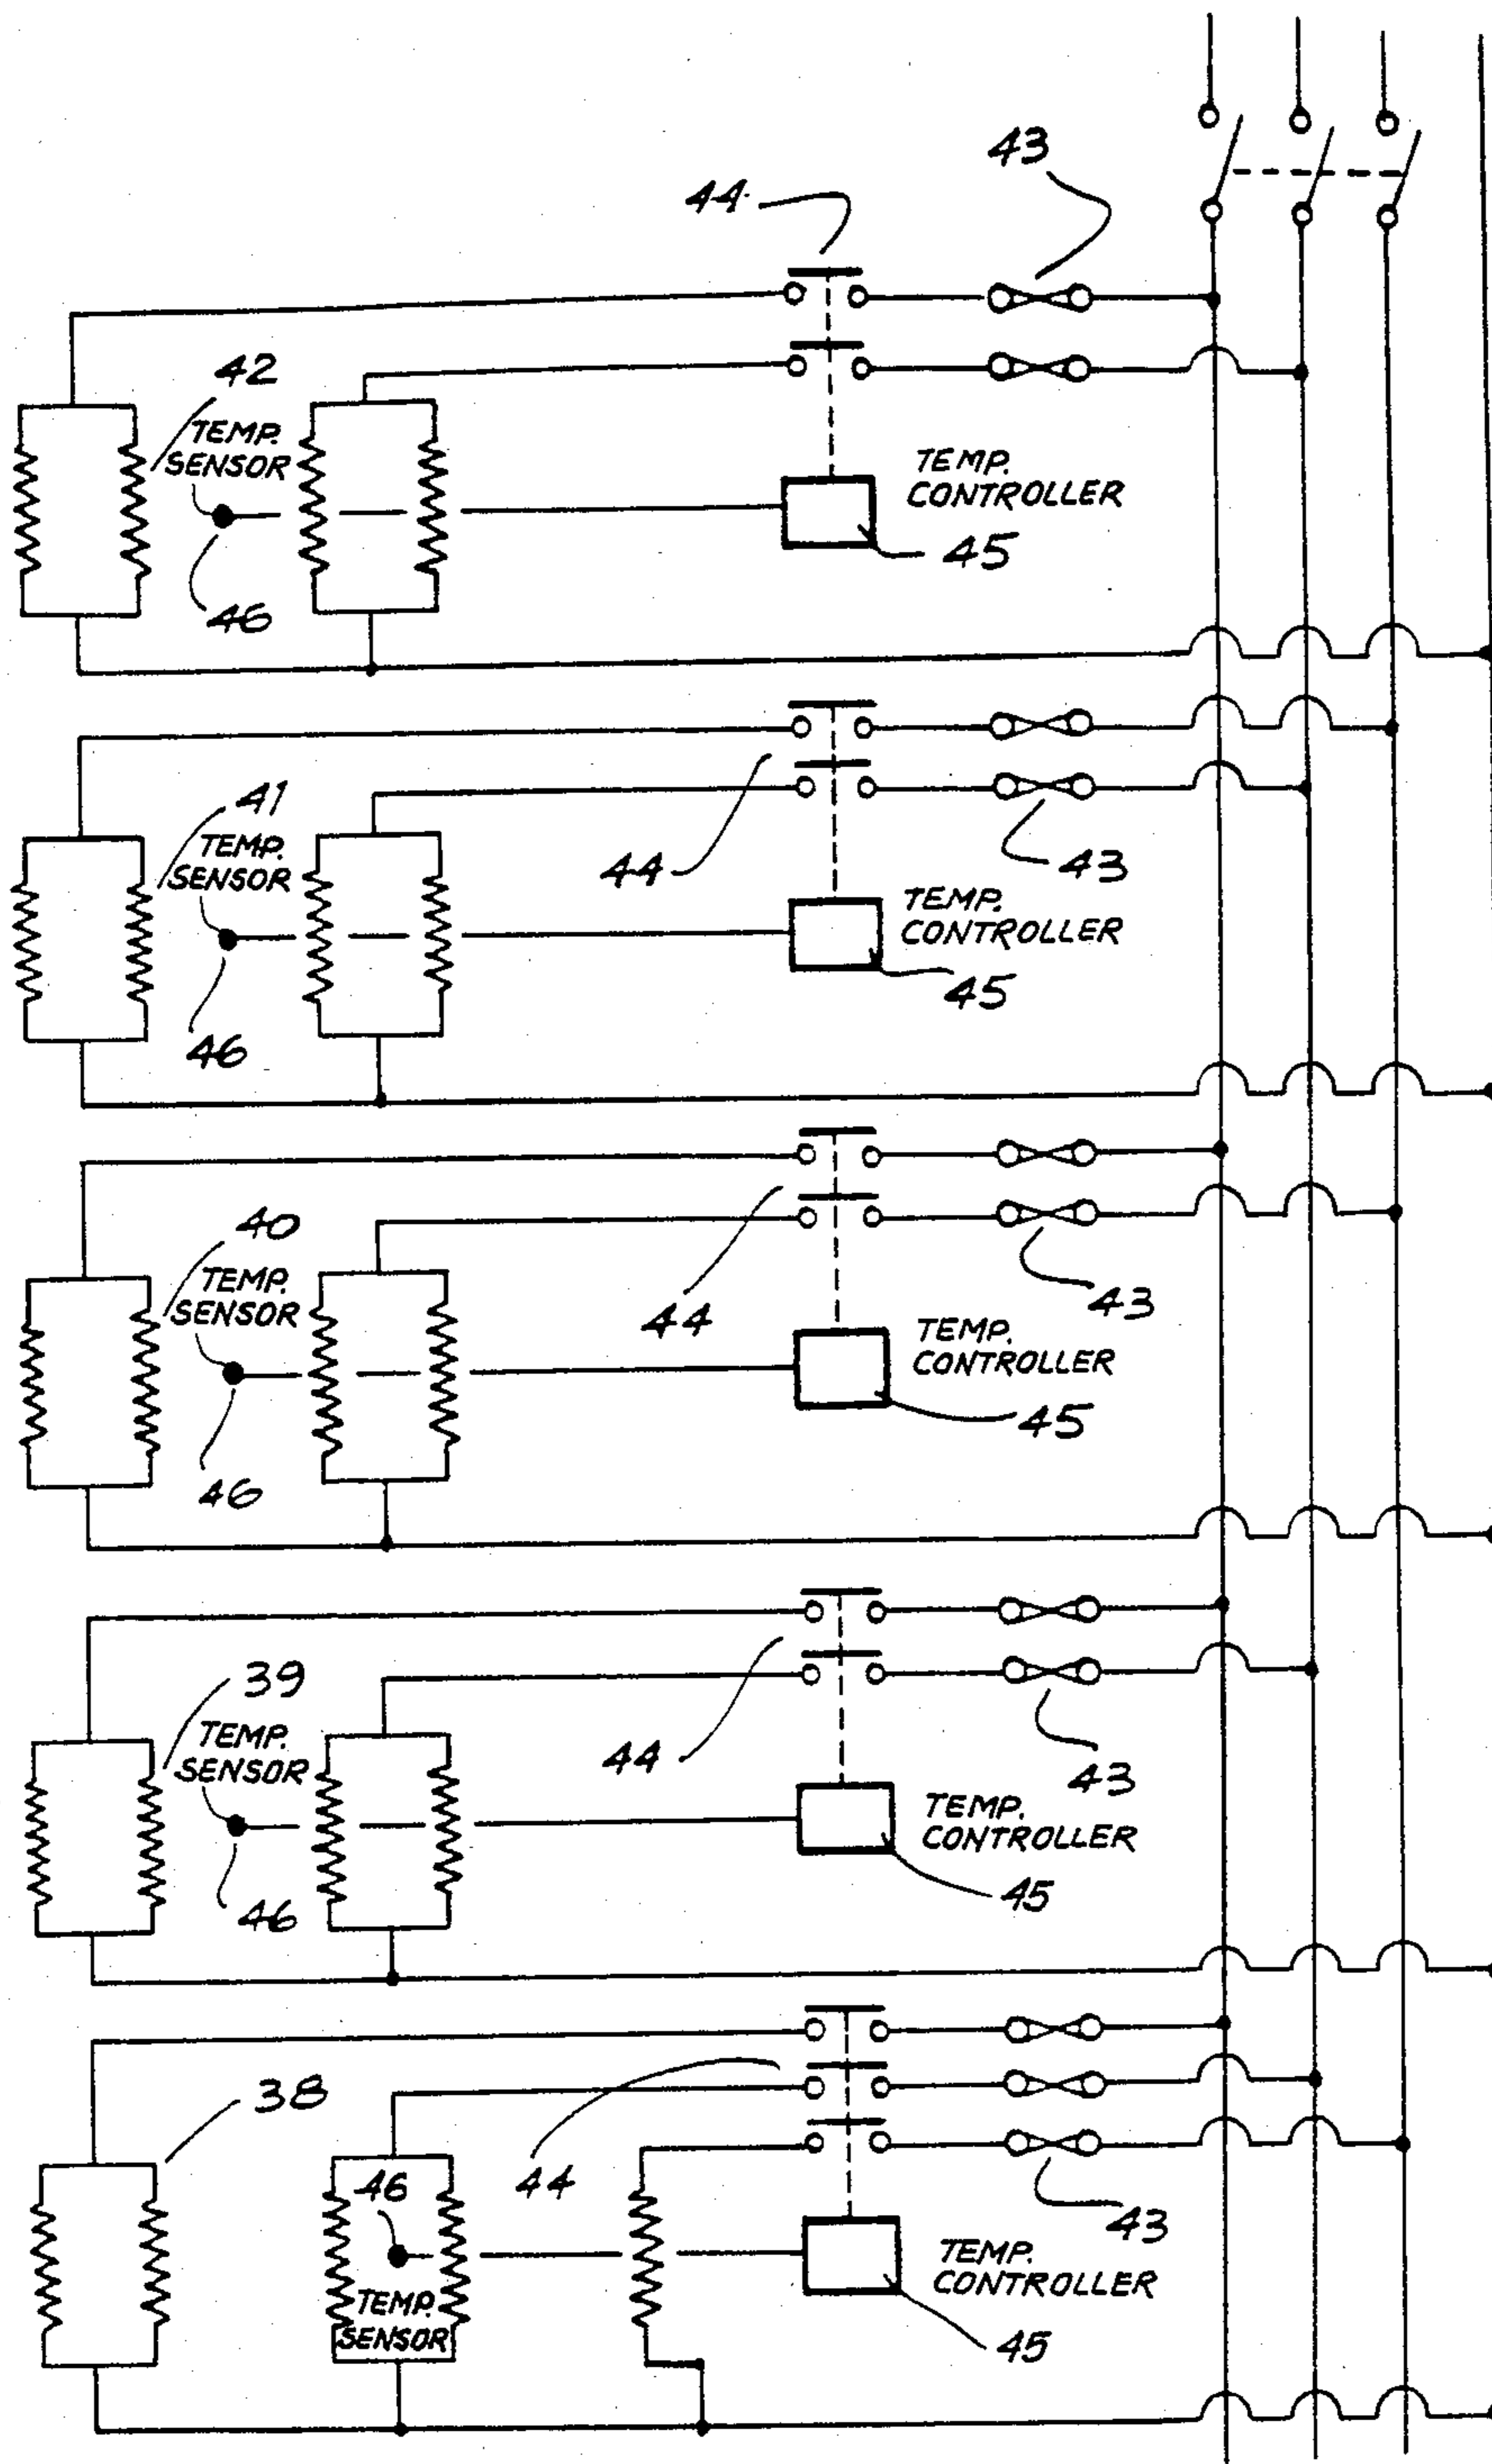 43
44
42
TEMP.
SENSOR
TEMP.
CONTROLLER
45
46
41
TEMP.
SENSOR
44
43
TEMP.
CONTROLLER
45
46
40
TEMP.
SENSOR
44
43
TEMP.
CONTROLLER
45
46
39
TEMP.
SENSOR
44
43
TEMP.
CONTROLLER
45
46
38
46
44
43
TEMP.
CONTROLLER
TEMP.
SENSOR
45